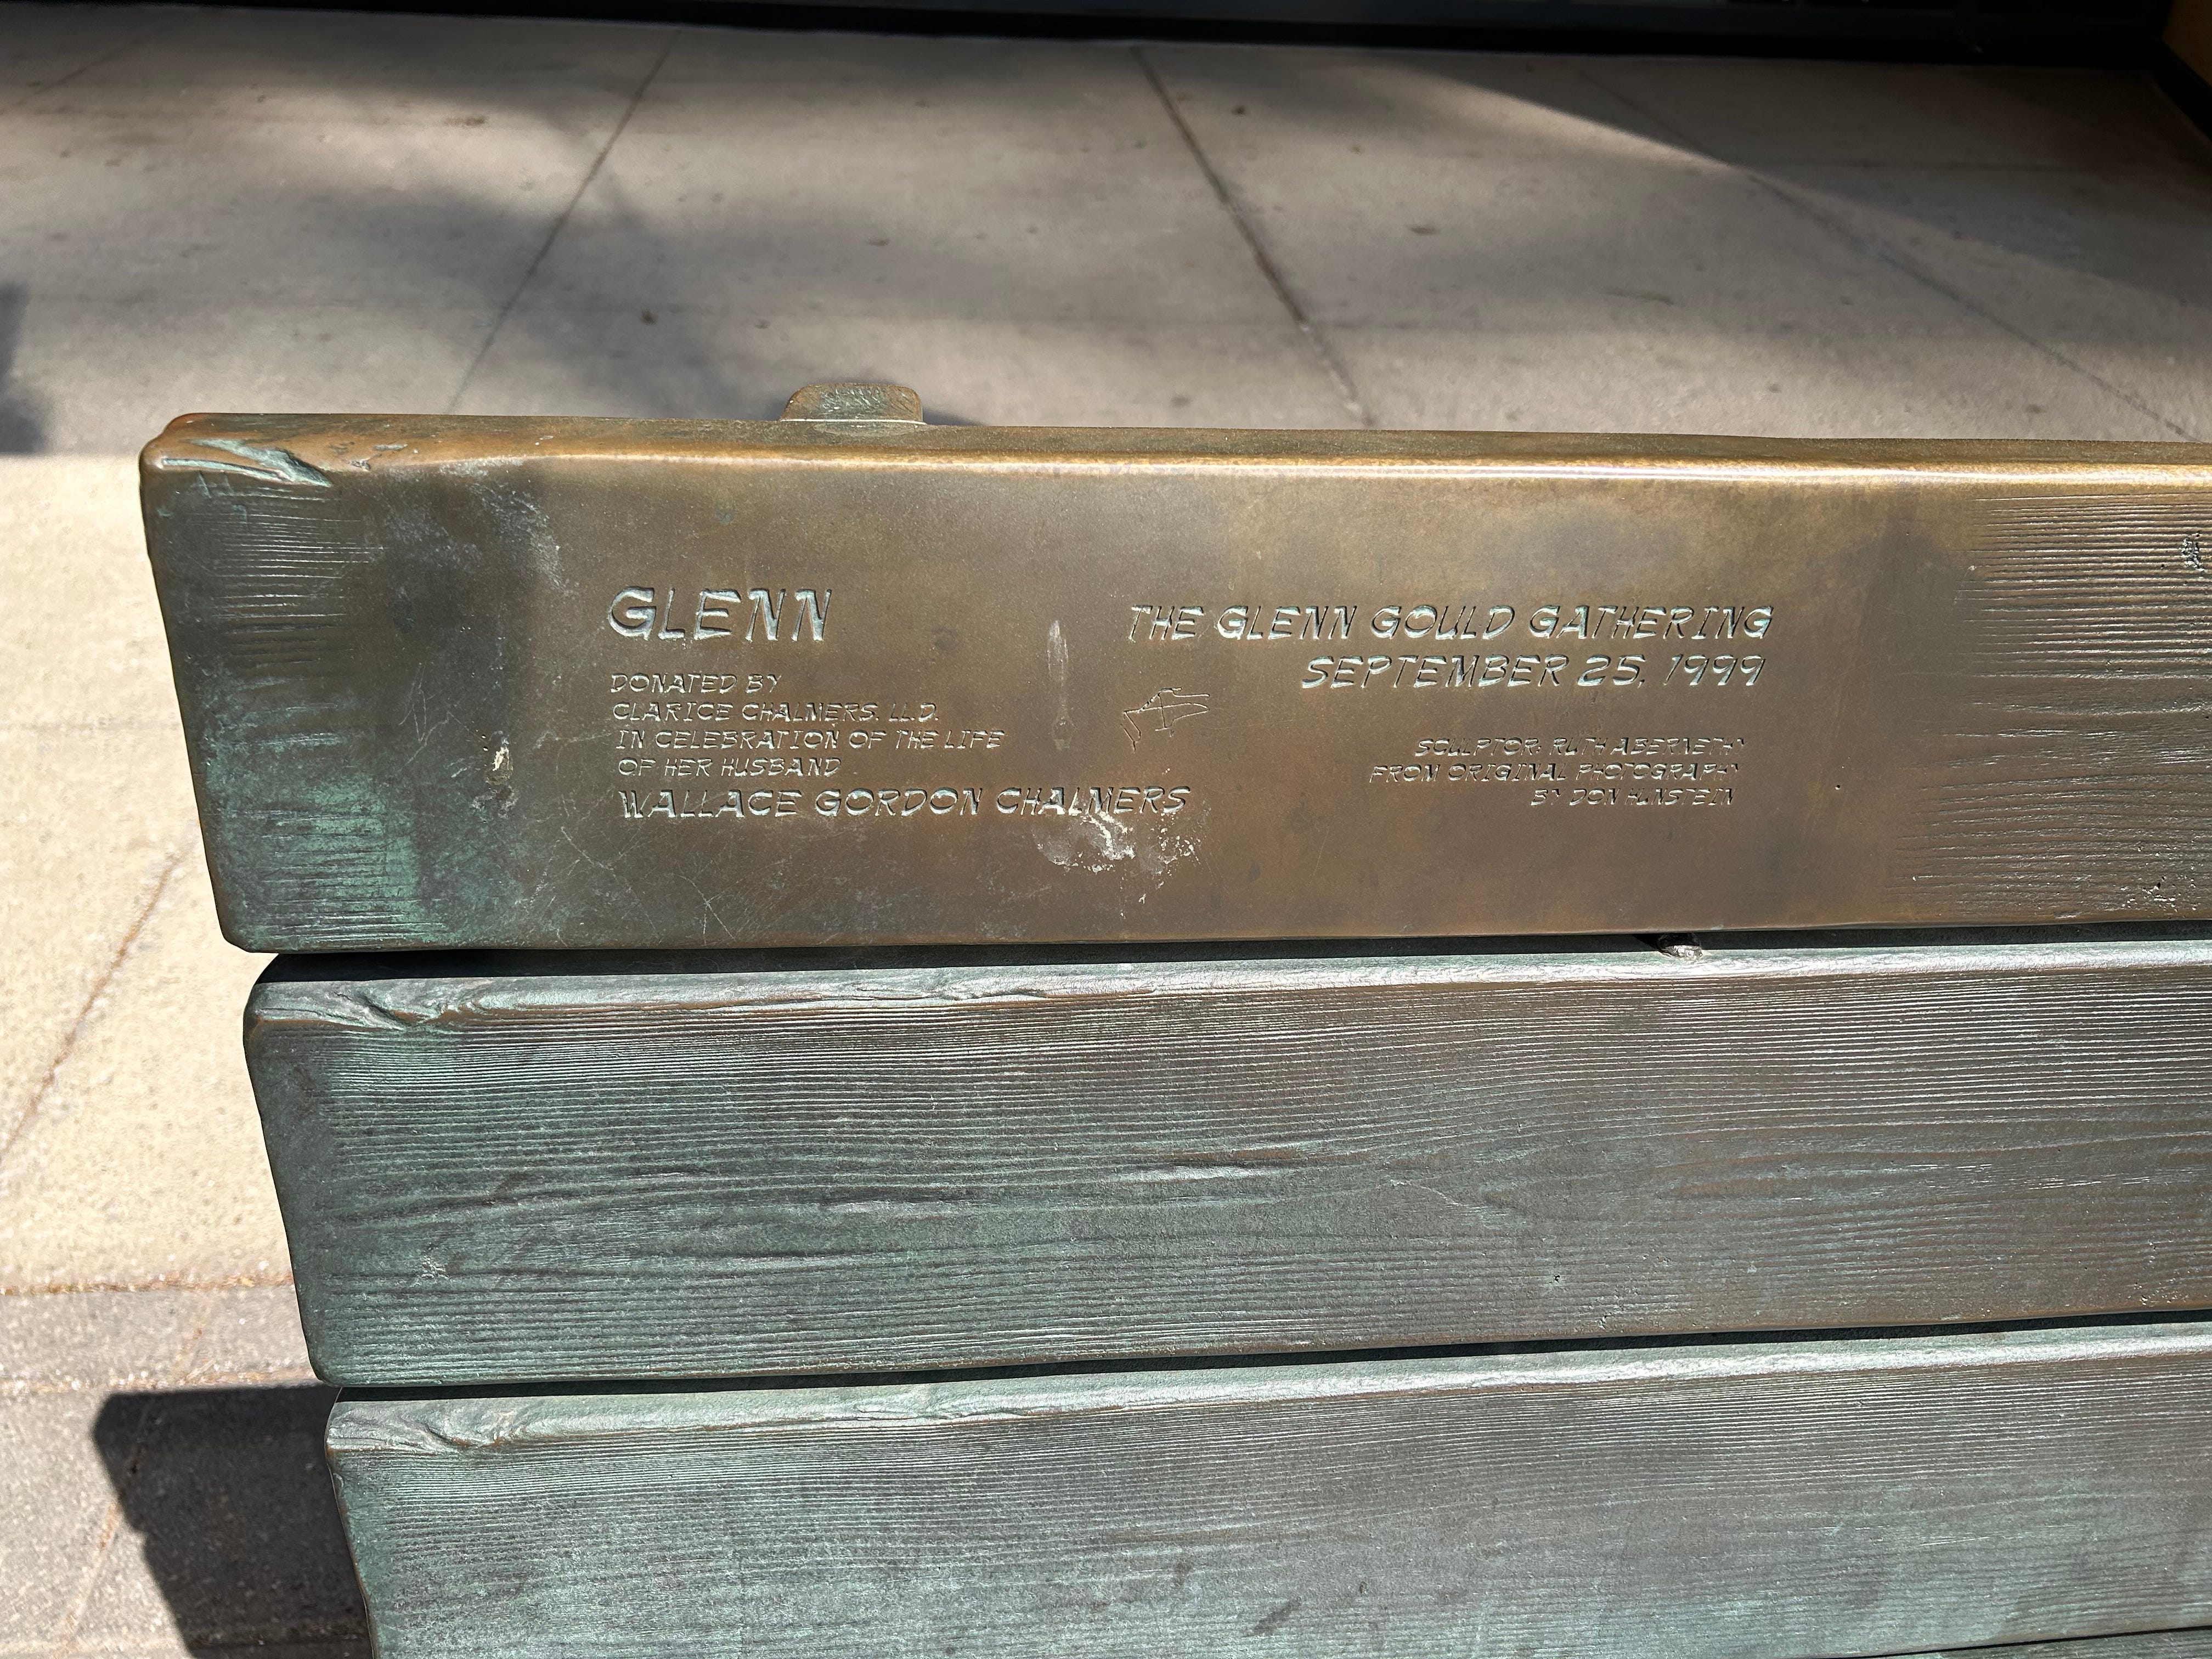 GLENN
DONATED BY
CLARICE CHALMERS, LL.D.
IN CELEBRATION OF THE LIFE
OF HER HUSBAND
WALLACE GORDON CHALMERS
THE GLENN GOULD GATHERING
SEPTEMBER 25, 1999
SCULPTOR: RUTH ABERNETHY
FROM ORIGINAL PHOTOGRAPHY
BY DON HUNSTEIN